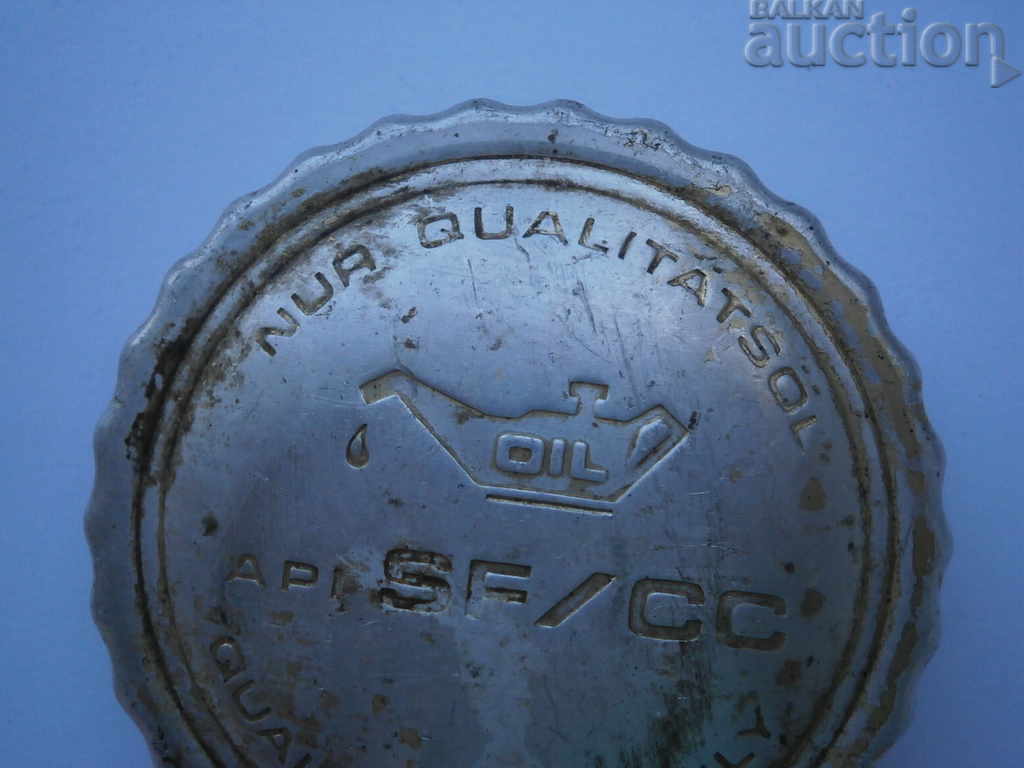 BALKAN
auction
NUR QUALITÄTSÖL
OIL
API SF/CC